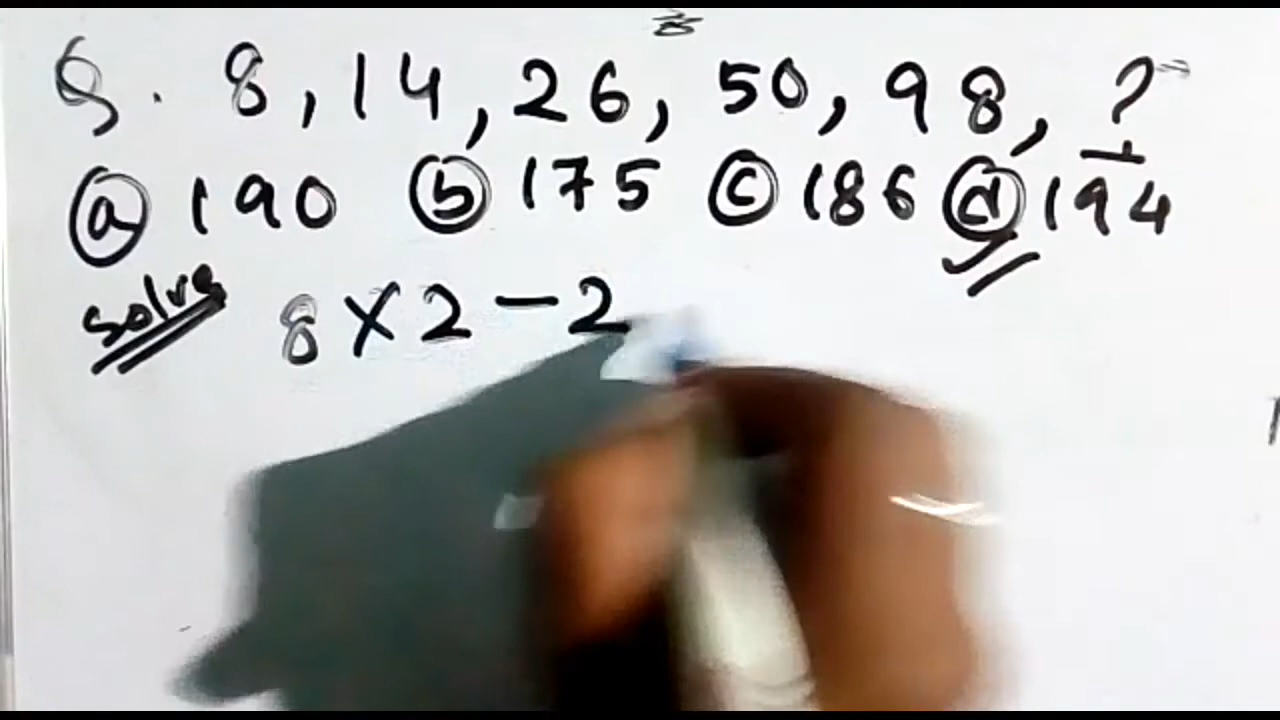 Q. 8, 14, 26, 50, 98, ?
(a) 190 (b) 175 (c) 186 (d) 194
Solve 8 × 2 - 2